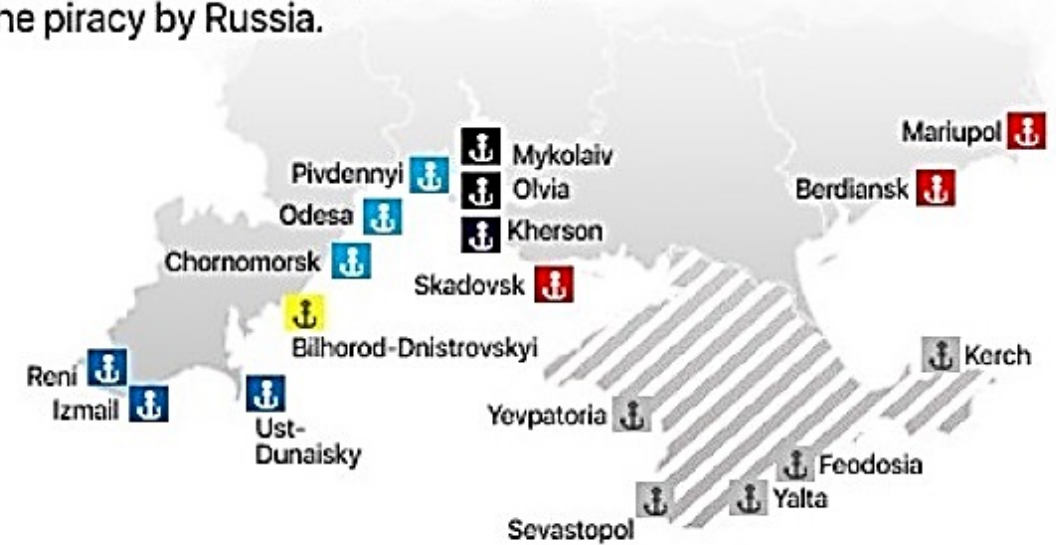 ne piracy by Russia.
Mariupol
Mykolaiv
Pivdennyi
Olvia
Berdiansk
Odesa
Kherson
Chornomorsk
Skadovsk
Bilhorod-Dnistrovskyi
Kerch
Reni
Izmail
Yevpatoria
Ust-
Dunaisky
Feodosia
Yalta
Sevastopol